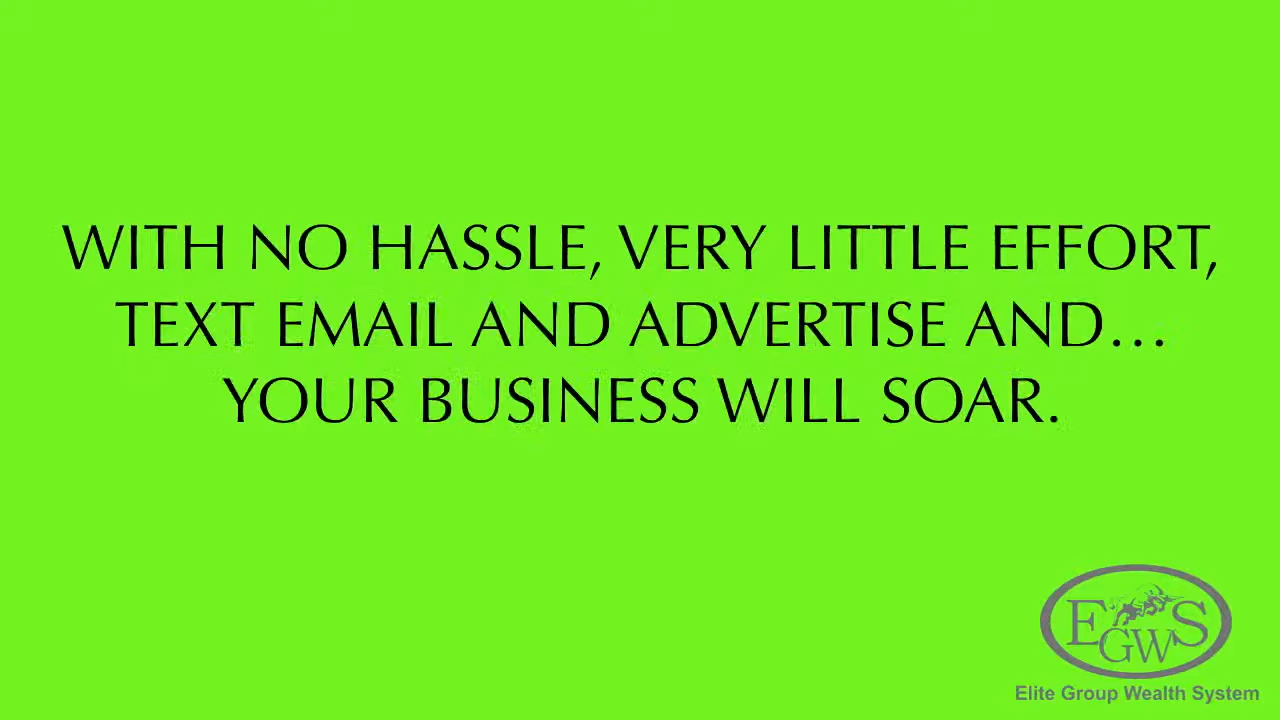 WITH NO HASSLE, VERY LITTLE EFFORT,
TEXT EMAIL AND ADVERTISE AND…
YOUR BUSINESS WILL SOAR.
EGWS
Elite Group Wealth System